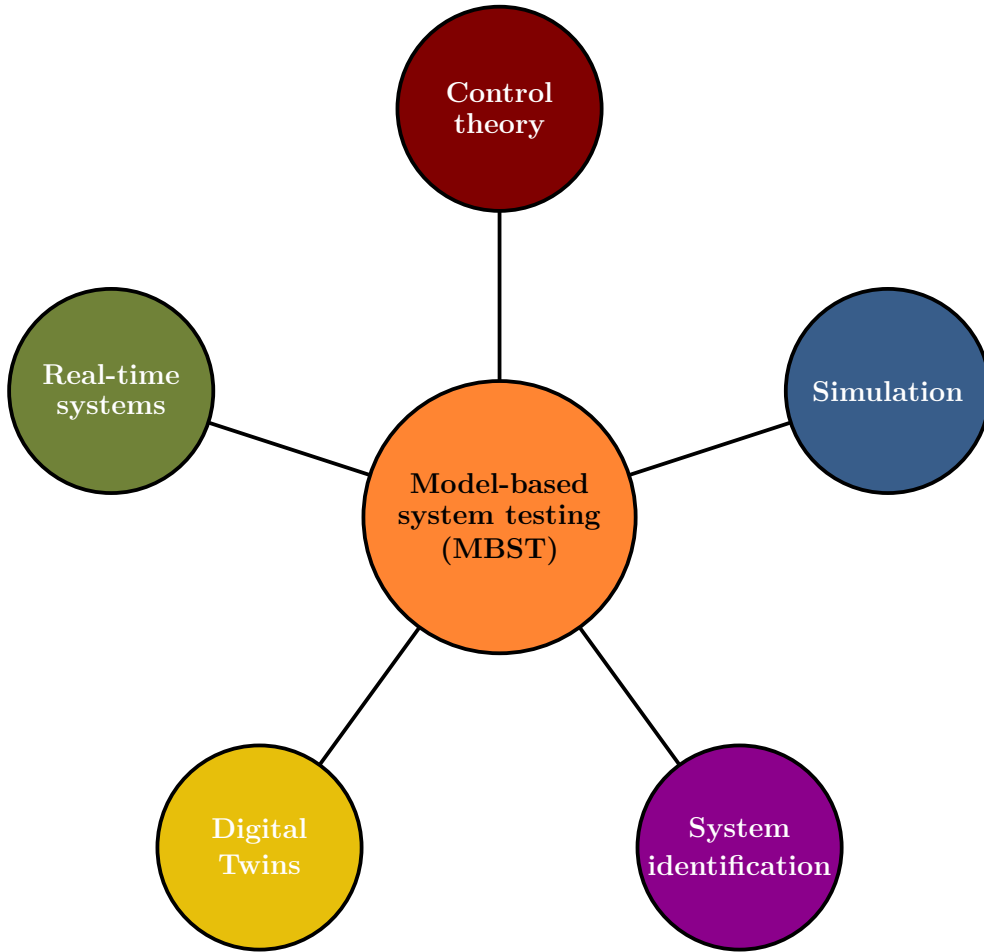 Control
theory
Real-time
systems
Simulation
Model-based
system testing
(MBST)
Digital
Twins
System
identification